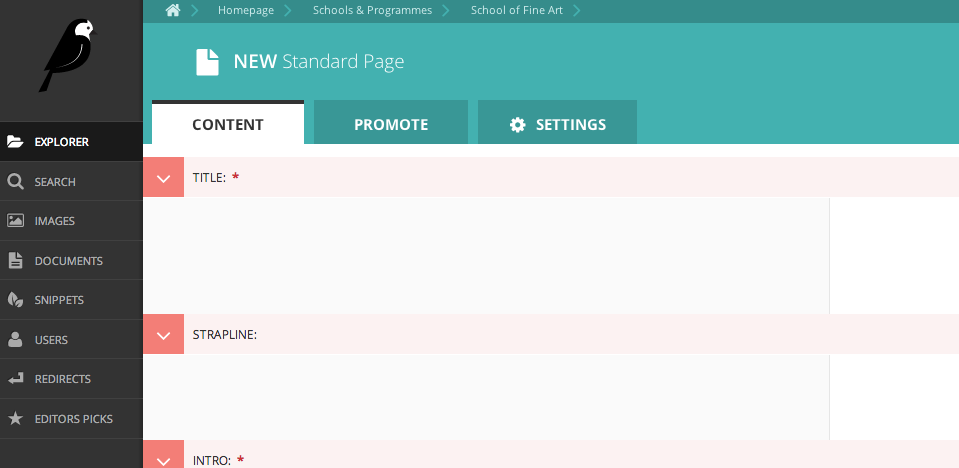 Homepage Schools & Programmes School of Fine Art
NEW Standard Page
CONTENT PROMOTE SETTINGS
EXPLORER
SEARCH
IMAGES
DOCUMENTS
SNIPPETS
USERS
REDIRECTS
EDITORS PICKS
TITLE: *
STRAPLINE:
INTRO: *